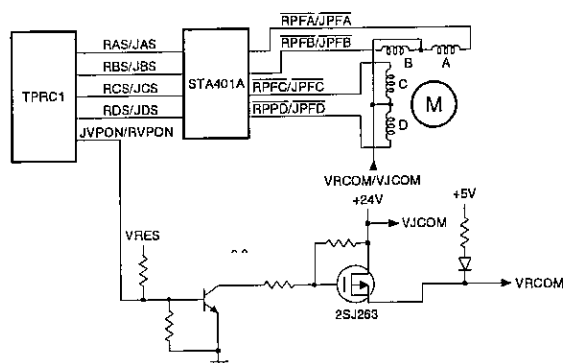 RPFA/JPFA
RAS/JAS
RPFB/JPFB
RBS/JBS
B
A
TPRC1
RCS/JCS
STA401A
RPFC/JPFC
C
M
RDS/JDS
RPPD/JPFD
D
JVPON/RVPON
VRCOM/VJCOM
+24V
+5V
VRES
VJCOM
VRCOM
2SJ263